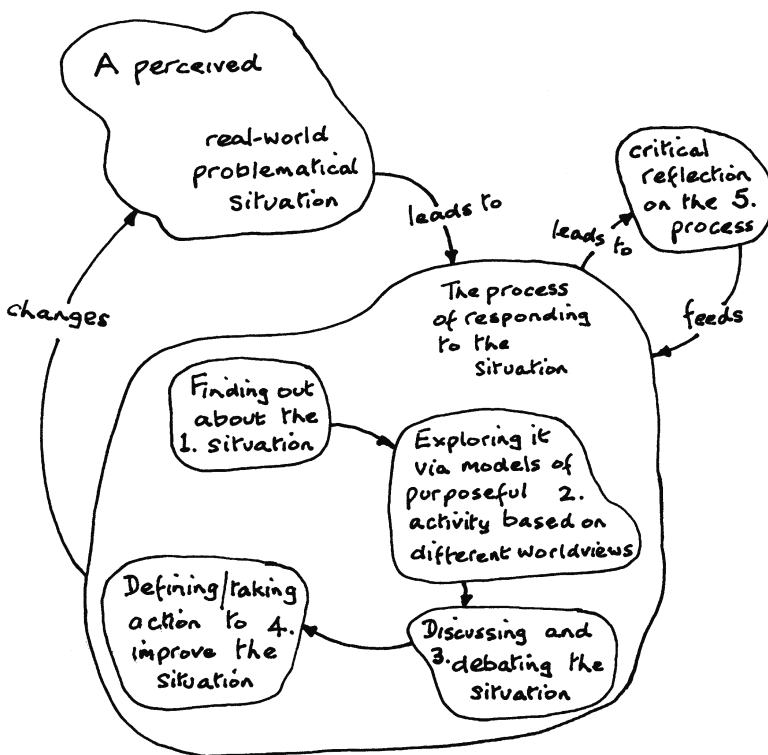 A perceived
real-world
problematical
situation
leads to
critical
reflection
on the 5.
process
leads to
feeds
changes
The process
of responding
to the
situation
Finding out
about the
1. situation
Exploring it
via models of
purposeful 2.
activity based on
different worldviews
Discussing and
3. debating the
situation
Defining/taking
action to 4.
improve the
situation